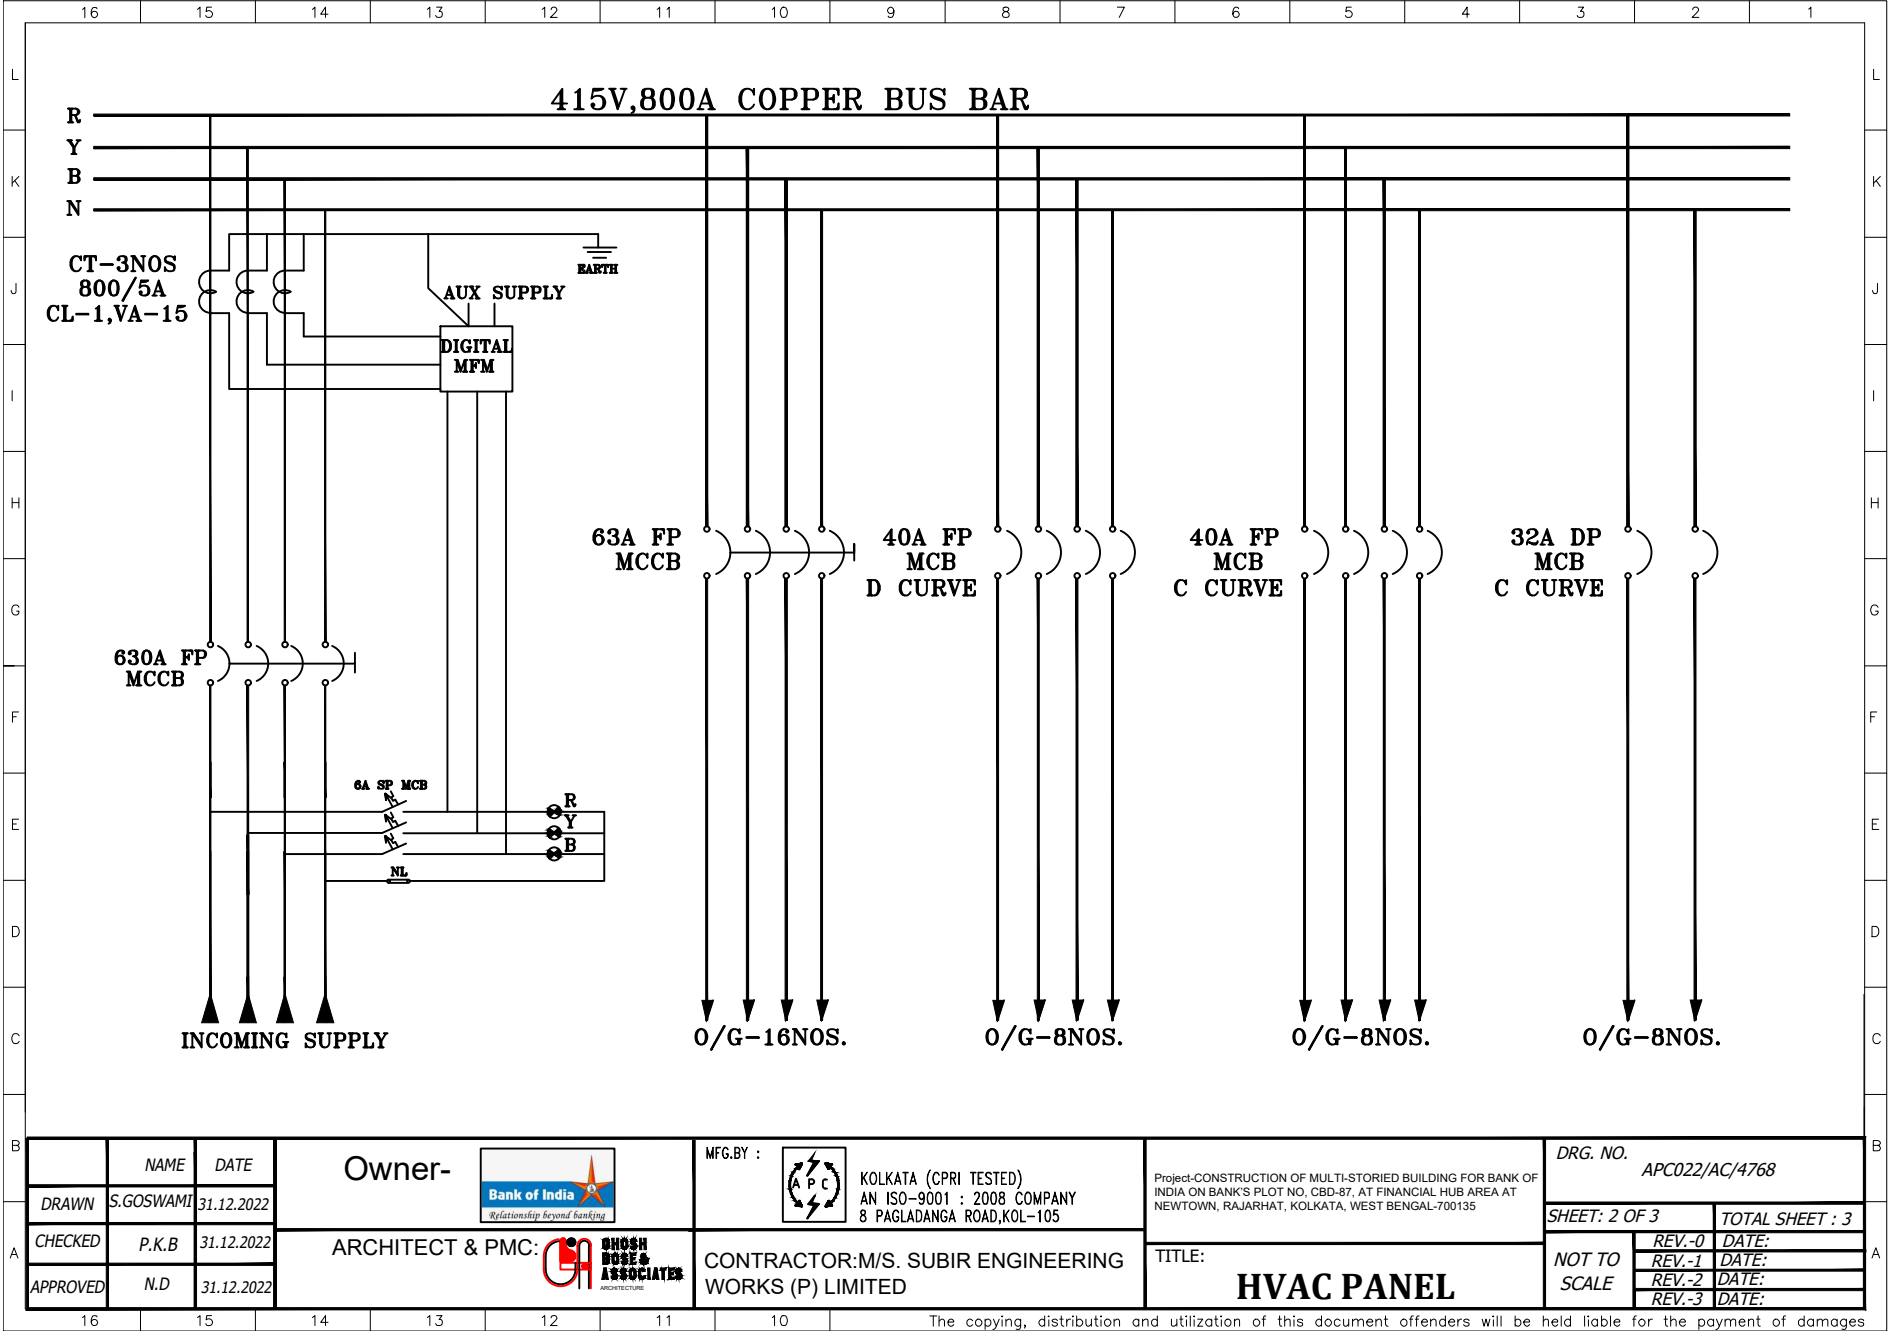 16 15 14 13 12 11 10 9 8 7 6 5 4 3 2 1
L L
415V,800A COPPER BUS BAR
R
Y
B
K K
N
CT-3NOS
800/5A
CL-1,VA-15
EARTH
J J
AUX SUPPLY
DIGITAL
MFM
I I
H H
63A FP
MCCB
40A FP
MCB
D CURVE
40A FP
MCB
C CURVE
32A DP
MCB
C CURVE
G G
630A FP
MCCB
F F
6A SP MCB
R
Y
B
E E
NL
D D
INCOMING SUPPLY
O/G-16NOS.
O/G-8NOS.
O/G-8NOS.
O/G-8NOS.
C C
B B
NAME DATE
DRAWN S.GOSWAMI 31.12.2022
CHECKED P.K.B 31.12.2022
APPROVED N.D 31.12.2022
Owner-
Bank of India
Relationship beyond banking
ARCHITECT & PMC:
GHOSH
BOSE &
ASSOCIATES
ARCHITECTURE
MFG.BY :
A P C
KOLKATA (CPRI TESTED)
AN ISO-9001 : 2008 COMPANY
8 PAGLADANGA ROAD,KOL-105
CONTRACTOR:M/S. SUBIR ENGINEERING
WORKS (P) LIMITED
Project-CONSTRUCTION OF MULTI-STORIED BUILDING FOR BANK OF
INDIA ON BANK'S PLOT NO, CBD-87, AT FINANCIAL HUB AREA AT
NEWTOWN, RAJARHAT, KOLKATA, WEST BENGAL-700135
TITLE:
HVAC PANEL
DRG. NO.
APC022/AC/4768
SHEET: 2 OF 3 TOTAL SHEET : 3
NOT TO
SCALE
REV.-0 DATE:
REV.-1 DATE:
REV.-2 DATE:
REV.-3 DATE:
A A
16 15 14 13 12 11 10
The copying, distribution and utilization of this document offenders will be held liable for the payment of damages